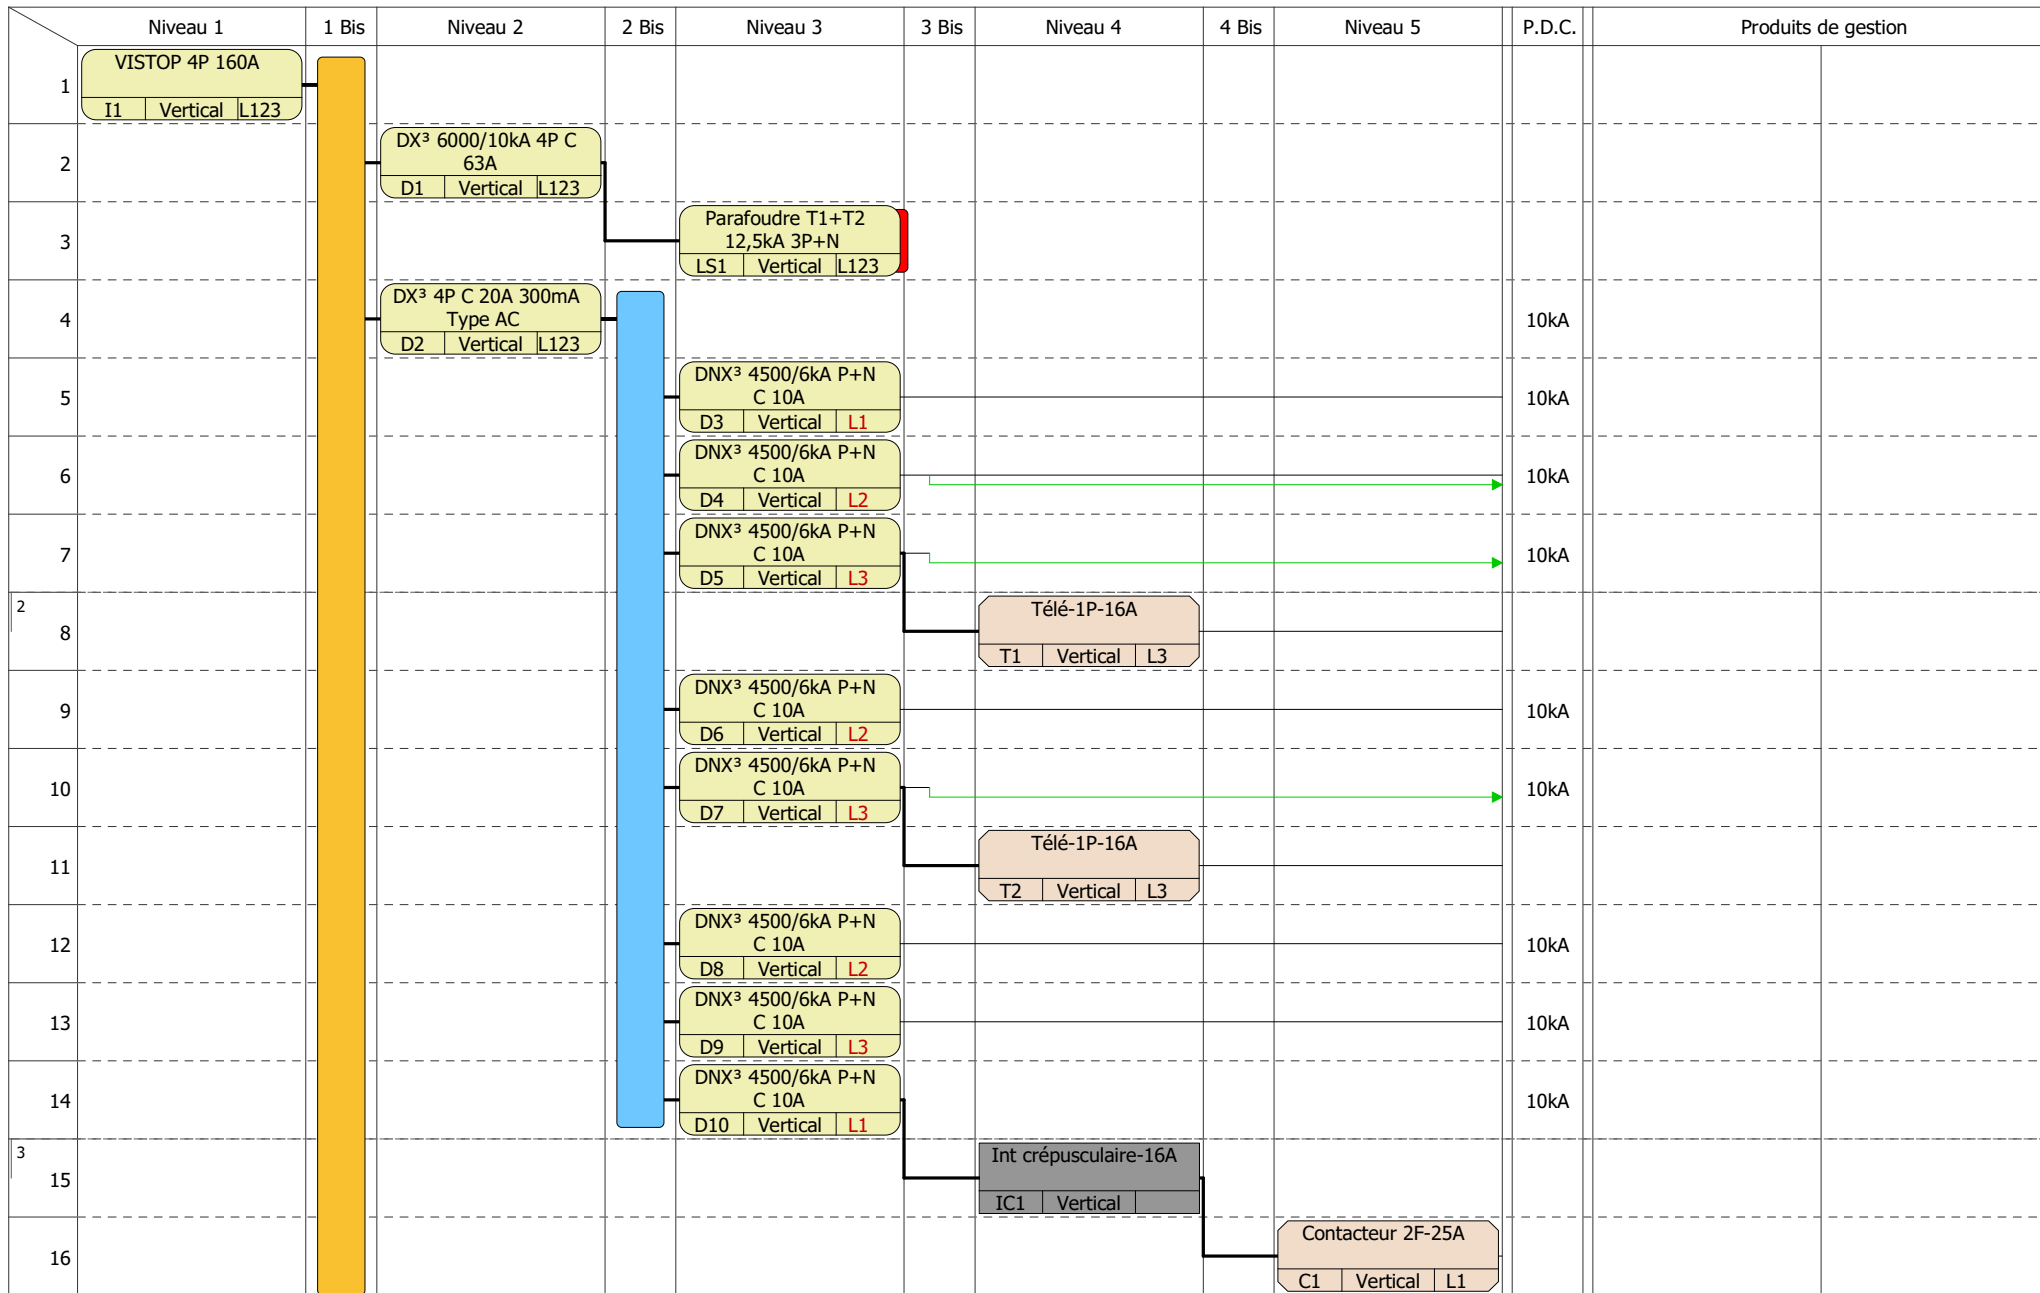 Niveau 1 1 Bis Niveau 2 2 Bis Niveau 3 3 Bis Niveau 4 4 Bis Niveau 5 P.D.C. Produits de gestion
VISTOP 4P 160A
1
I1 Vertical L123
DX³ 6000/10kA 4P C
63A
2
D1 Vertical L123
Parafoudre T1+T2
12,5kA 3P+N
3
LS1 Vertical L123
DX³ 4P C 20A 300mA
Type AC
4 10kA
D2 Vertical L123
DNX³ 4500/6kA P+N
C 10A
5 10kA
D3 Vertical L1
DNX³ 4500/6kA P+N
C 10A
6 10kA
D4 Vertical L2
DNX³ 4500/6kA P+N
C 10A
7 10kA
D5 Vertical L3
2
Télé-1P-16A
8
T1 Vertical L3
DNX³ 4500/6kA P+N
C 10A
9 10kA
D6 Vertical L2
DNX³ 4500/6kA P+N
C 10A
10 10kA
D7 Vertical L3
Télé-1P-16A
11
T2 Vertical L3
DNX³ 4500/6kA P+N
C 10A
12 10kA
D8 Vertical L2
DNX³ 4500/6kA P+N
C 10A
13 10kA
D9 Vertical L3
DNX³ 4500/6kA P+N
C 10A
14 10kA
D10 Vertical L1
3
Int crépusculaire-16A
15
IC1 Vertical
Contacteur 2F-25A
16
C1 Vertical L1